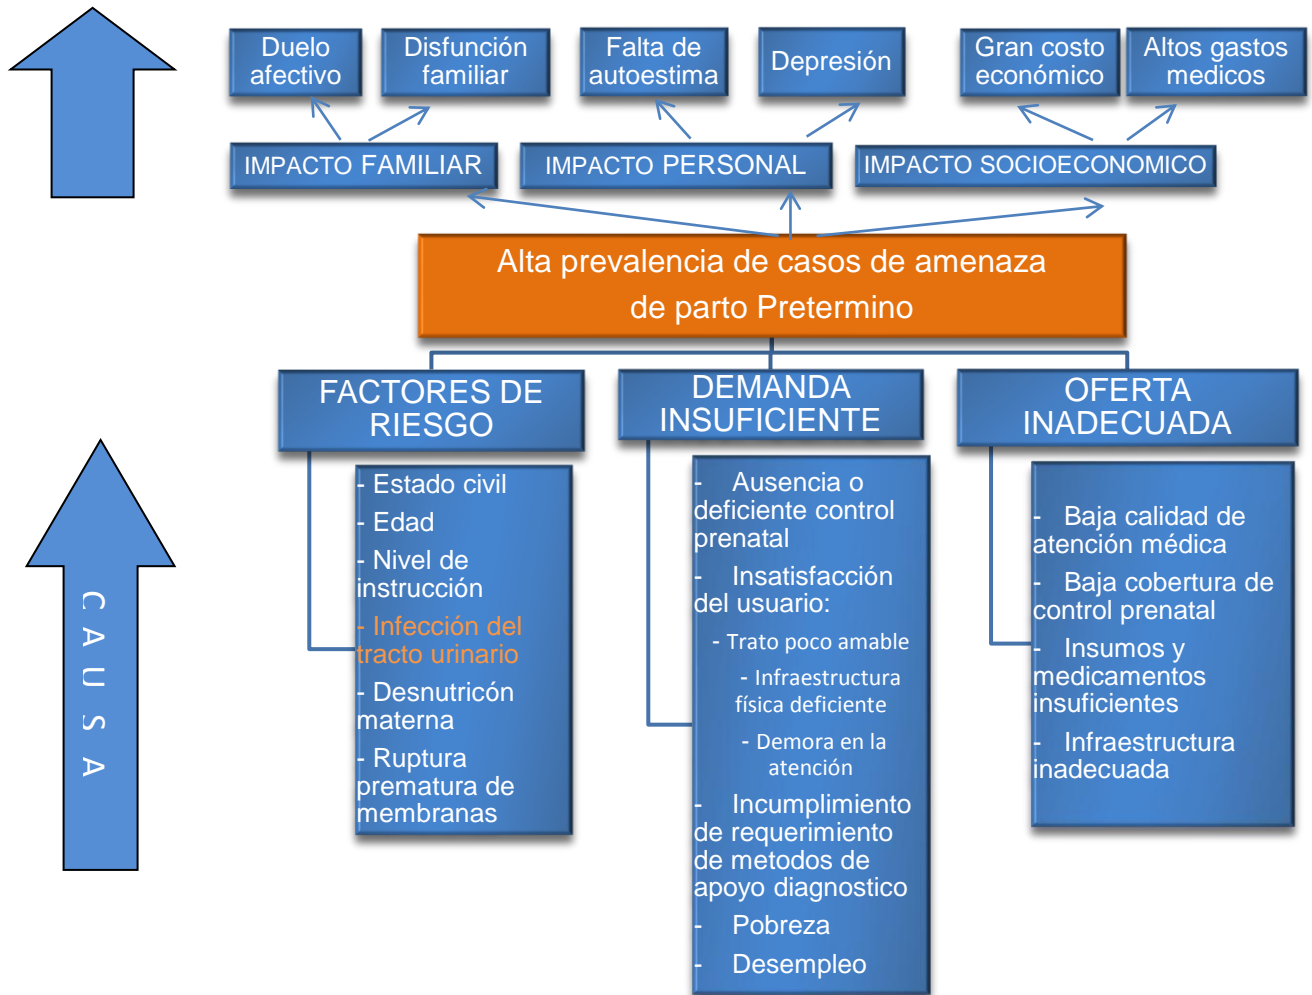 Duelo
afectivo
Disfunción
familiar
Falta de
autoestima
Depresión
Gran costo
económico
Altos gastos
medicos
IMPACTO FAMILIAR
IMPACTO PERSONAL
IMPACTO SOCIOECONOMICO
Alta prevalencia de casos de amenaza
de parto Pretermino
FACTORES DE
RIESGO
- Estado civil
- Edad
- Nivel de
instrucción
- Infección del
tracto urinario
- Desnutricón
materna
- Ruptura
prematura de
membranas
DEMANDA
INSUFICIENTE
- Ausencia o
deficiente control
prenatal
- Insatisfacción
del usuario:
- Trato poco amable
- Infraestructura
física deficiente
- Demora en la
atención
- Incumplimiento
de requerimiento
de metodos de
apoyo diagnostico
- Pobreza
- Desempleo
OFERTA
INADECUADA
- Baja calidad de
atención médica
- Baja cobertura de
control prenatal
- Insumos y
medicamentos
insuficientes
- Infraestructura
inadecuada
CAUSA